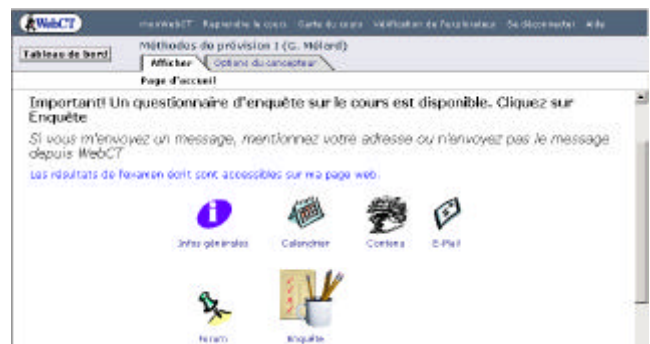 WebCT
monWebCT Reprendre le cours Carte du cours Vérification de l'explorateur Se déconnecter Aide
Tableau de bord
Méthodes de prévision I (G. Mélard)
Afficher Options du concepteur
Page d'accueil
Important! Un questionnaire d'enquête sur le cours est disponible. Cliquez sur
Enquête
Si vous m'envoyez un message, mentionnez votre adresse ou n'envoyez pas le message
depuis WebCT
Les résultats de l'examen écrit sont accessibles sur ma page web.
Infos générales Calendrier Contenu E-Mail
Forum Enquête